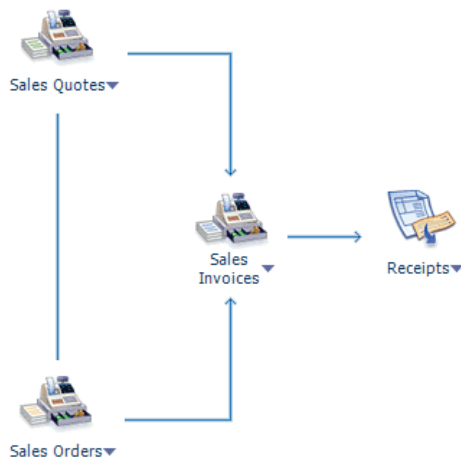 Sales Quotes
Sales
Invoices
Receipts
Sales Orders